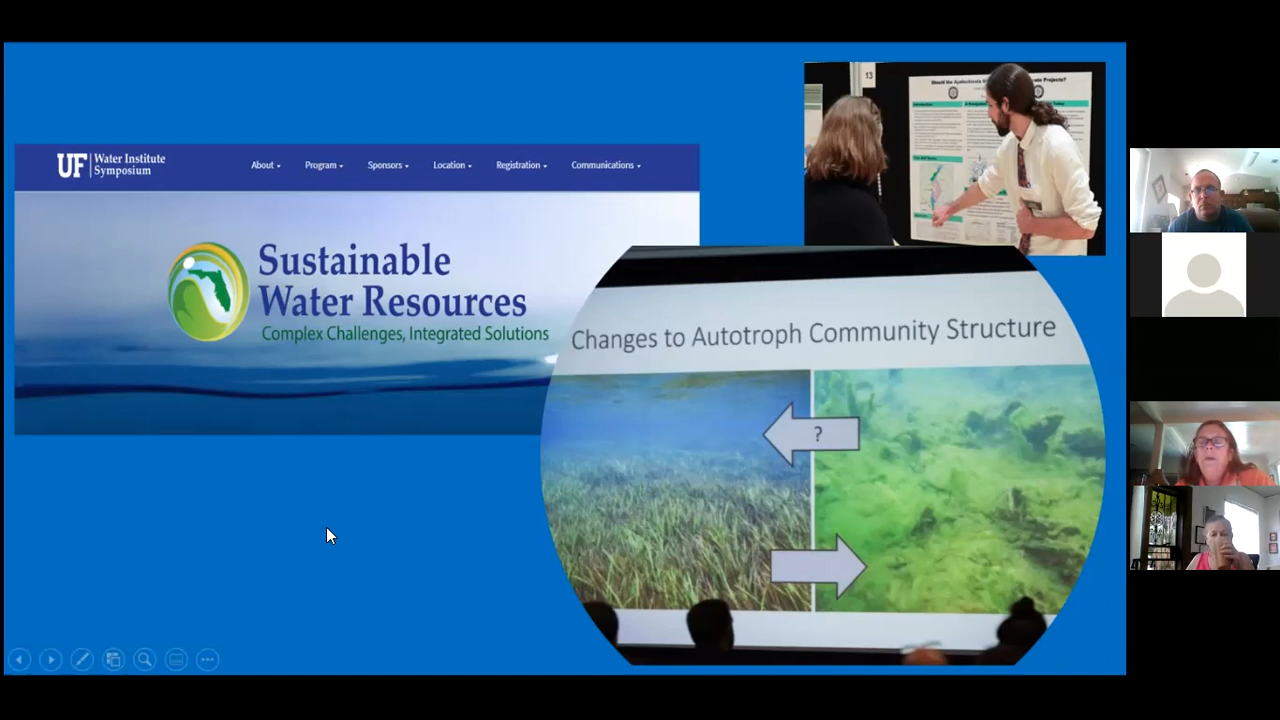 UF Water Institute
Symposium
About Program Sponsors Location Registration Communications
Sustainable
Water Resources
Complex Challenges, Integrated Solutions
13
Changes to Autotroph Community Structure
?